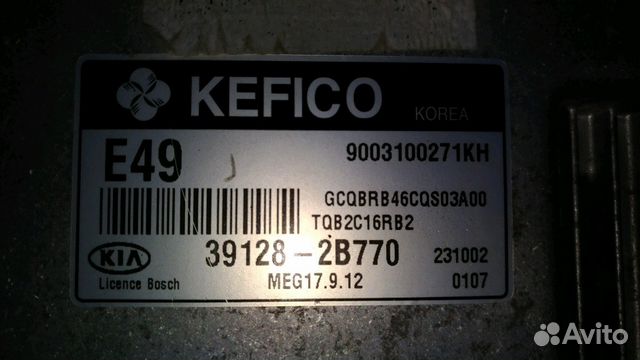 KEFICO KOREA
E49 9003100271KH
GCQBRB46CQS03A00
TQB2C16RB2
KIA 39128-2B770 231002
Licence Bosch MEG17.9.12 0107
Avito